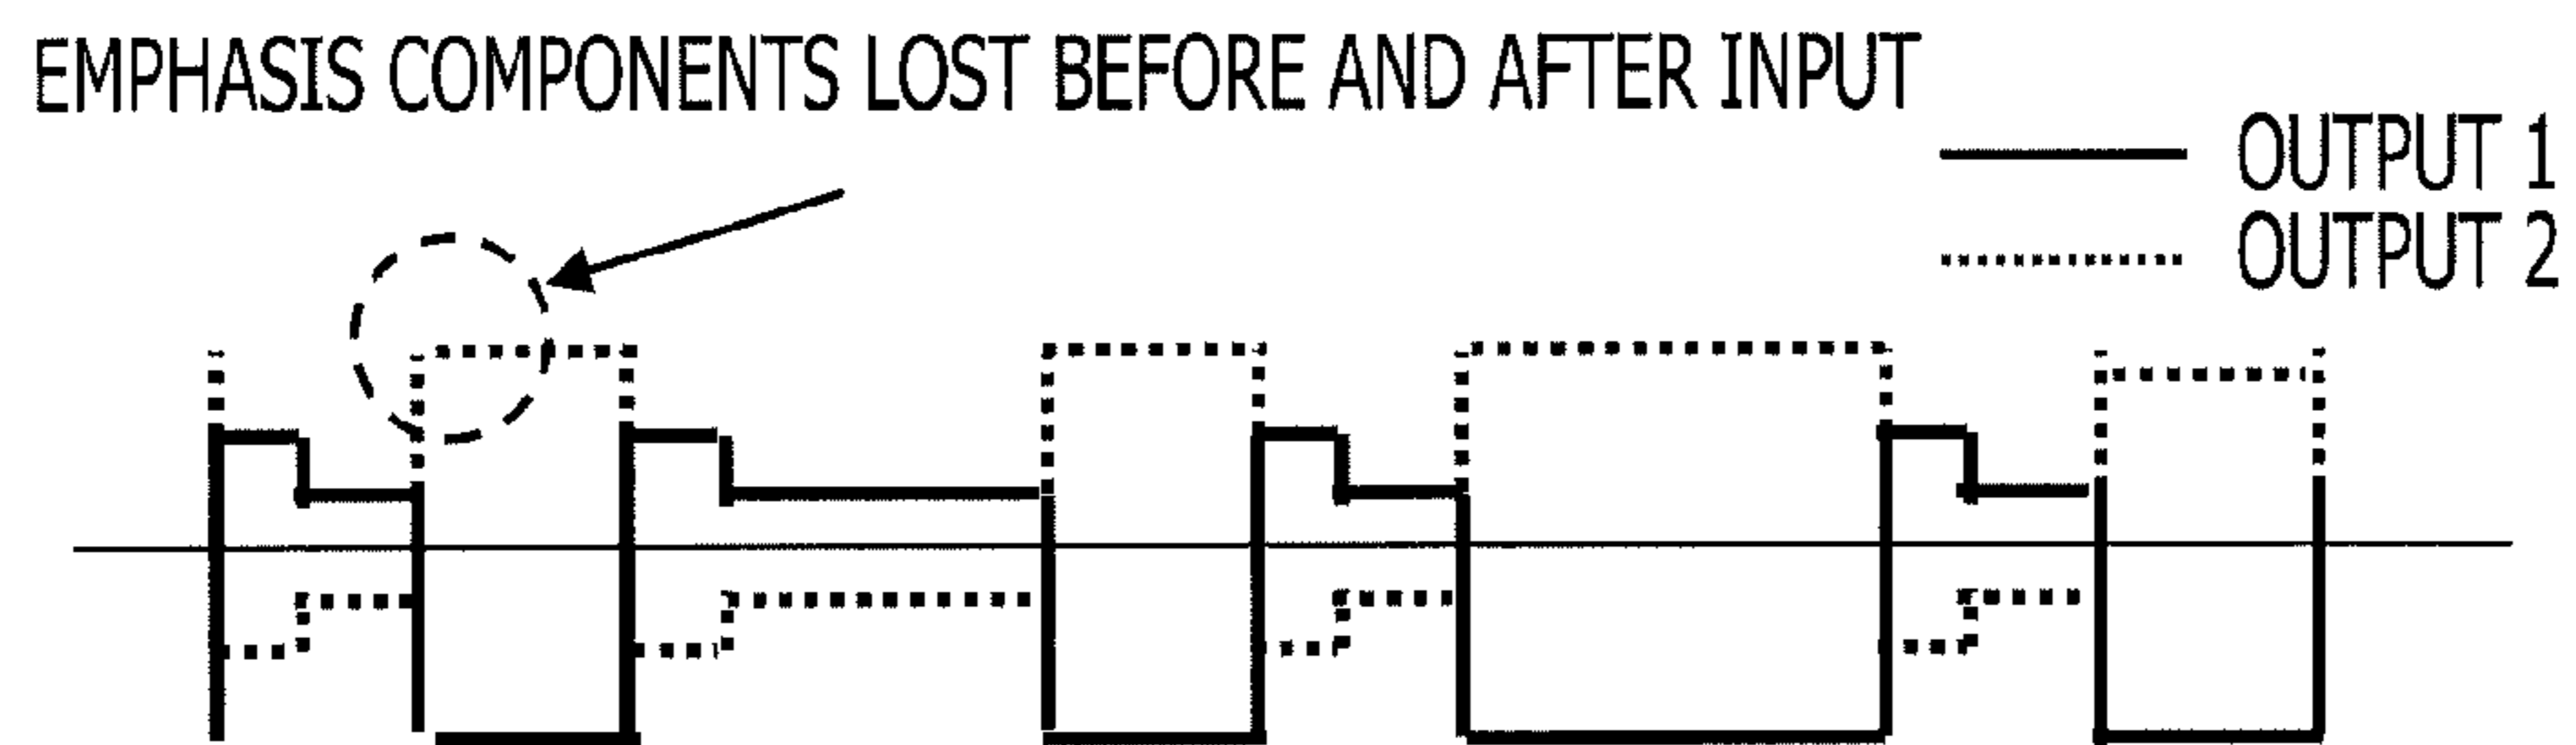 EMPHASIS COMPONENTS LOST BEFORE AND AFTER INPUT
OUTPUT 1
OUTPUT 2